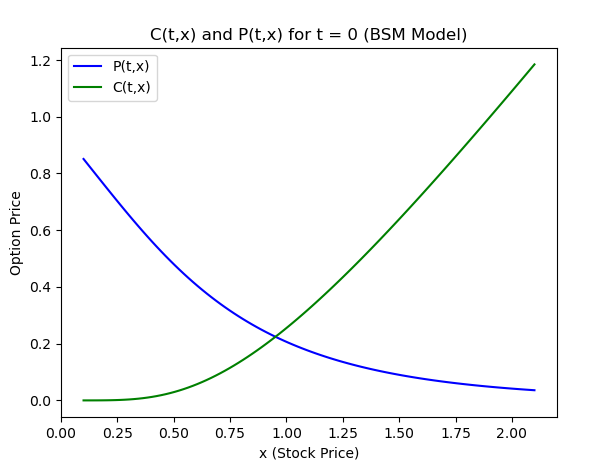 C(t,x) and P(t,x) for t = 0 (BSM Model)
P(t,x)
C(t,x)
Option Price
1.2
1.0
0.8
0.6
0.4
0.2
0.0
0.00 0.25 0.50 0.75 1.00 1.25 1.50 1.75 2.00
x (Stock Price)